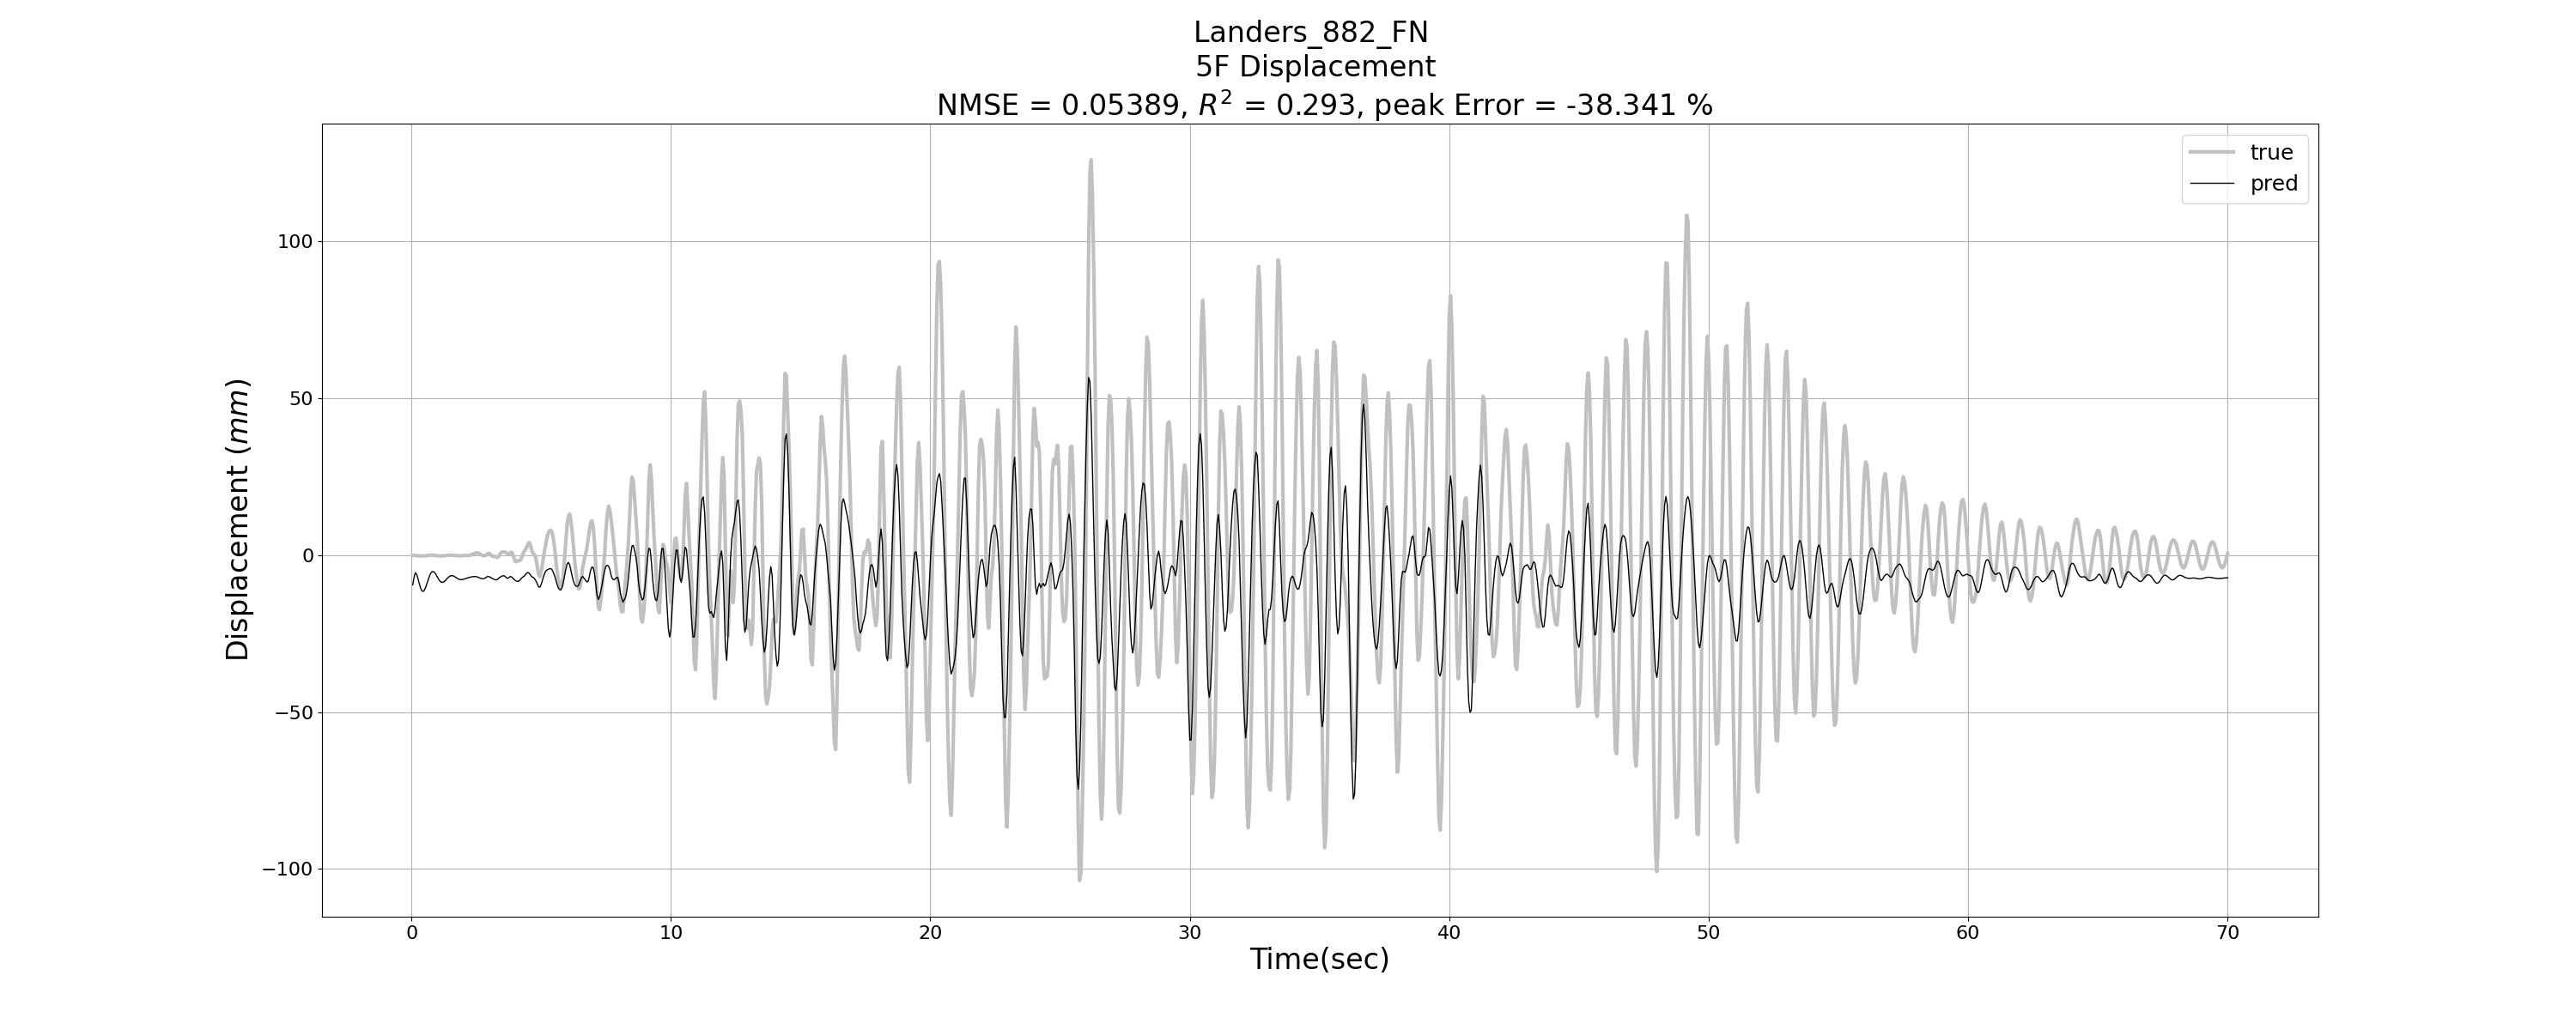 Landers_882_FN
5F Displacement
NMSE = 0.05389, R² = 0.293, peak Error = -38.341 %
true
pred
100
50
0
−50
−100
Displacement (mm)
0 10 20 30 40 50 60 70
Time(sec)